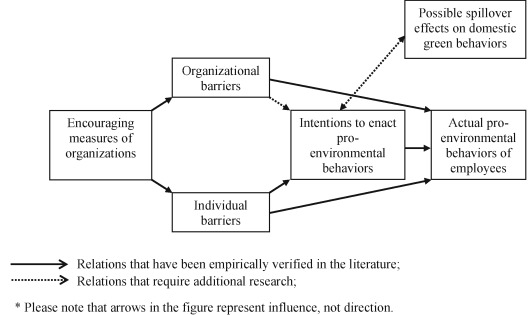 Possible spillover
effects on domestic
green behaviors
Organizational
barriers
Encouraging
measures of
organizations
Intentions to enact
pro-
environmental
behaviors
Actual pro-
environmental
behaviors of
employees
Individual
barriers
Relations that have been empirically verified in the literature;
Relations that require additional research;
* Please note that arrows in the figure represent influence, not direction.